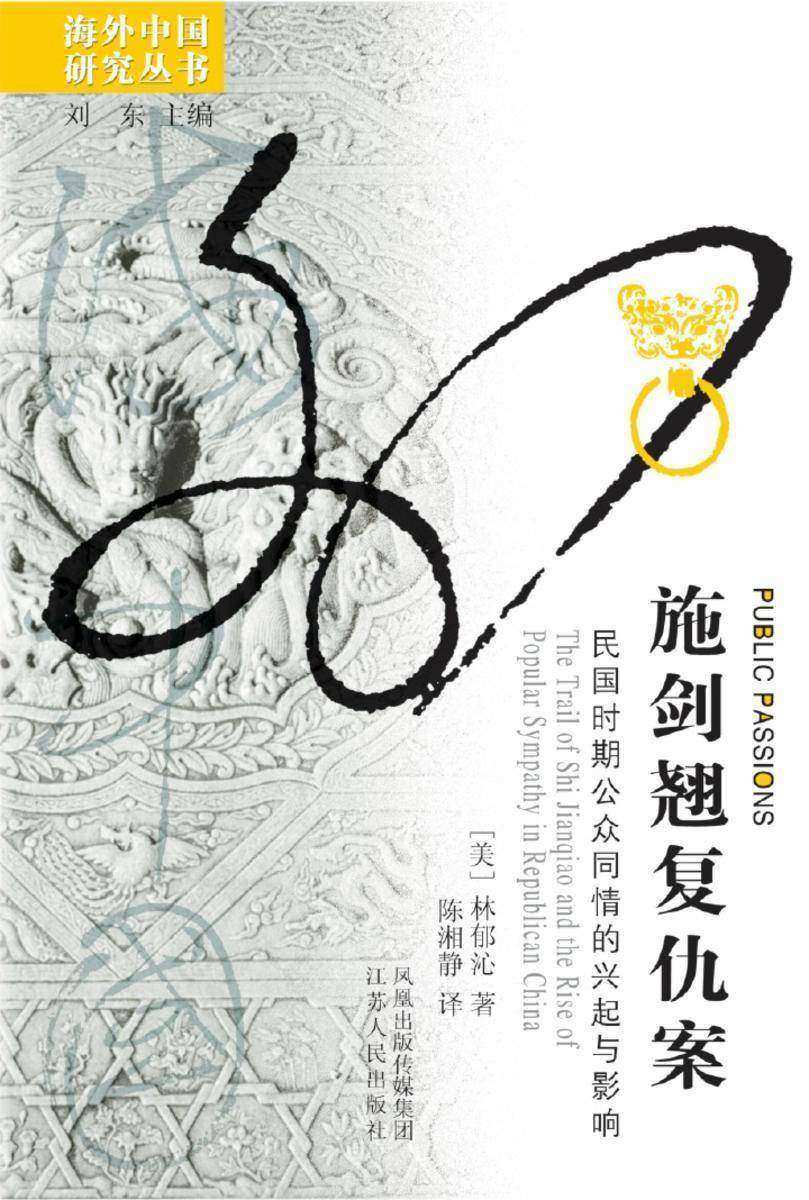 海外中国
研究丛书
刘 东 主编
PUBLIC PASSIONS
施剑翘复仇案
民国时期公众同情的兴起与影响
The Trail of Shi Jianqiao and the Rise of
Popular Sympathy in Republican China
[美] 林郁沁 著
陈湘静 译
凤凰出版传媒集团
江苏人民出版社